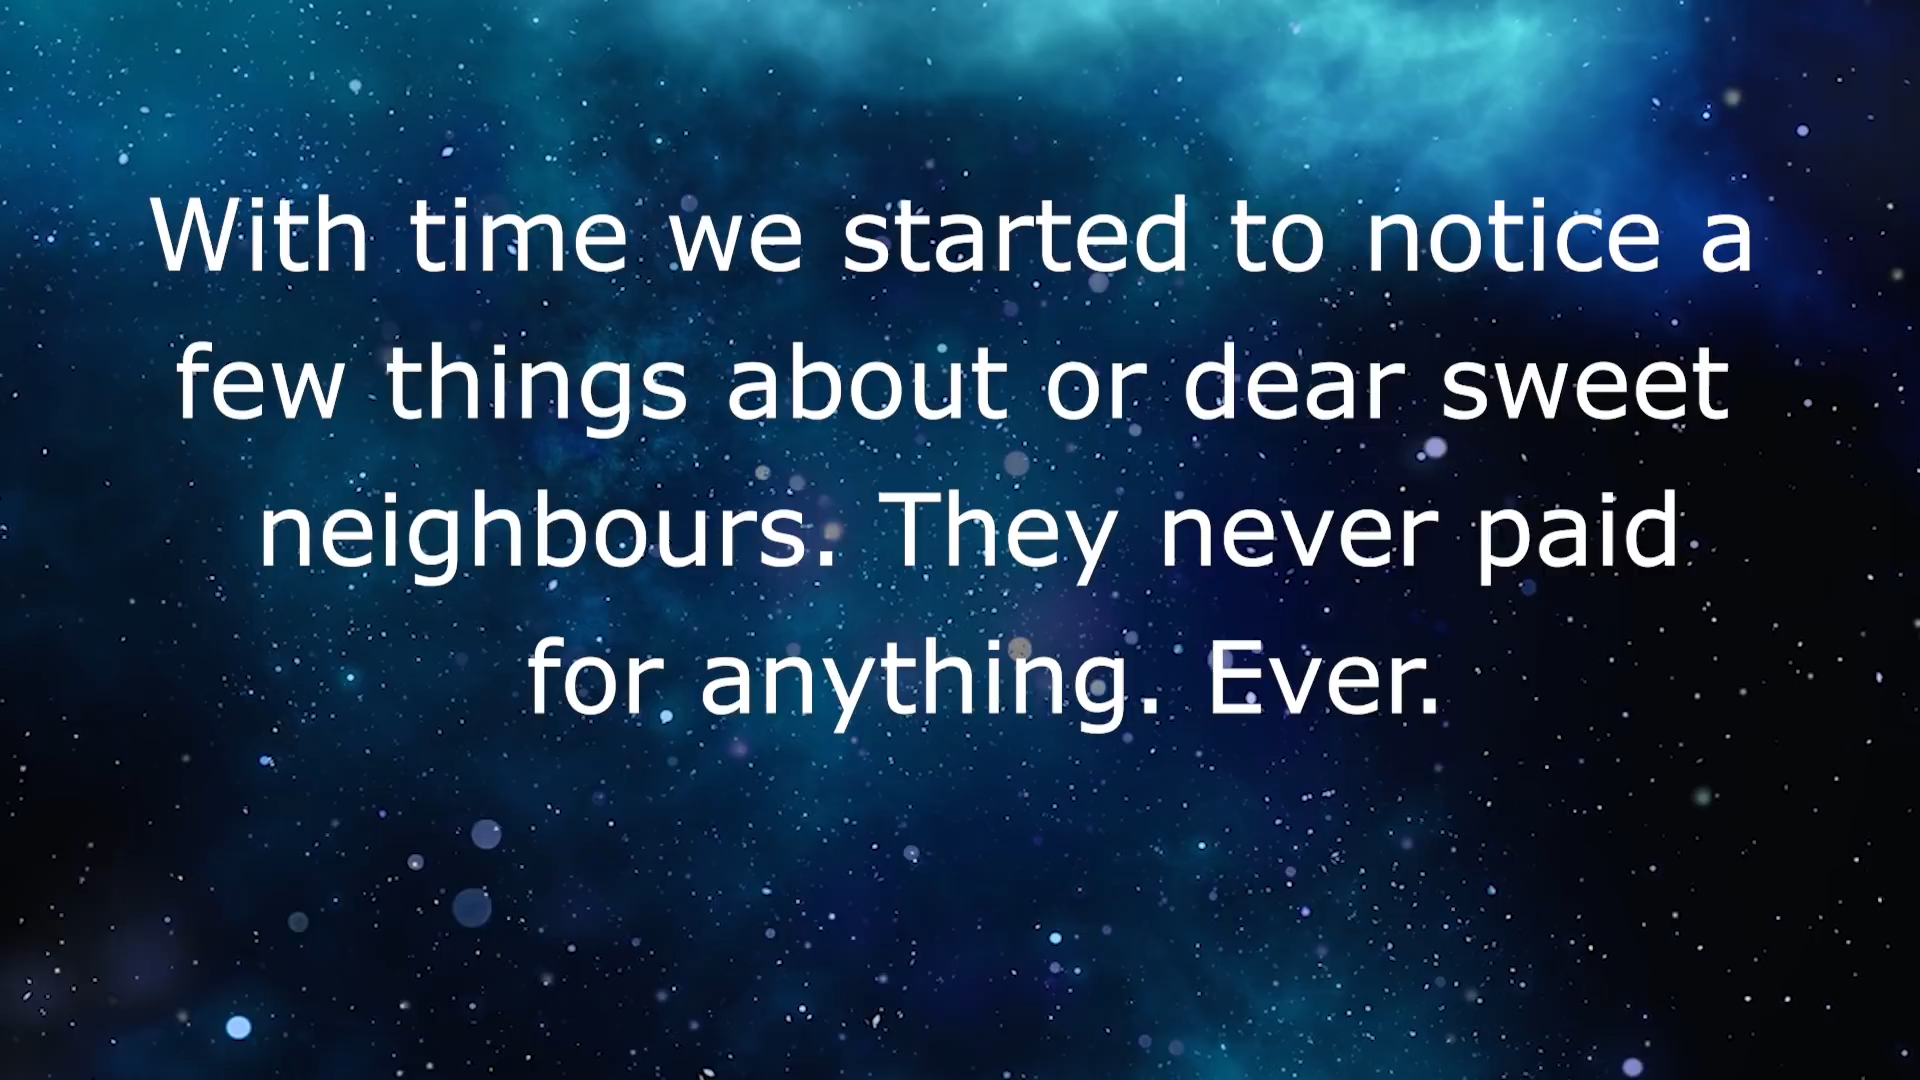 With time we started to notice a
few things about or dear sweet
neighbours. They never paid
for anything. Ever.